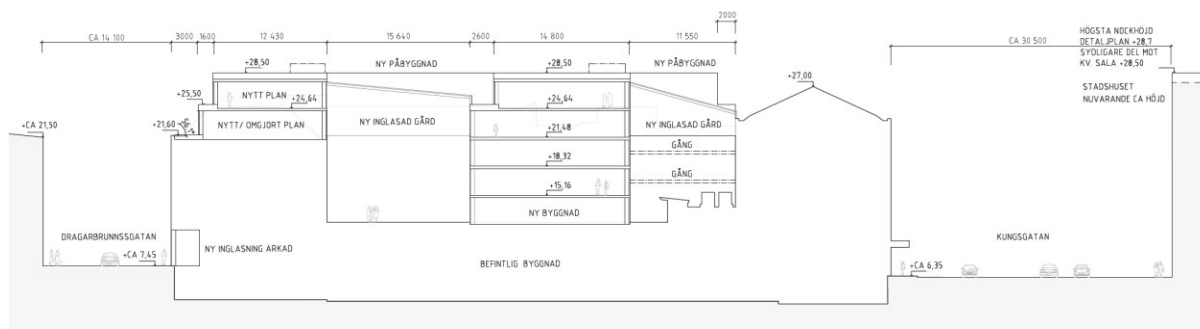 2000
CA 14 100
3000
1600
12 430
15 640
2600
14 800
11 550
CA 30 500
HÖGSTA NOCKHÖJD
DETALJPLAN +28,7
SYDLIGARE DEL MOT
KV. SALA +28,50
STADSHUSET
NUVARANDE CA HÖJD
+28,50
NY PÅBYGGNAD
+28,50
NY PÅBYGGNAD
+27,00
NYTT PLAN
+25,50
+24,64
+24,64
+CA 21,50
+21,60
NYTT/ OMGJORT PLAN
NY INGLASAD GÅRD
+21,48
NY INGLASAD GÅRD
GÅNG
+18,32
GÅNG
+15,16
NY BYGGNAD
DRAGARBRUNNSGATAN
NY INGLASNING ARKAD
KUNGSGATAN
+CA 7,45
BEFINTLIG BYGGNAD
+CA 6,35